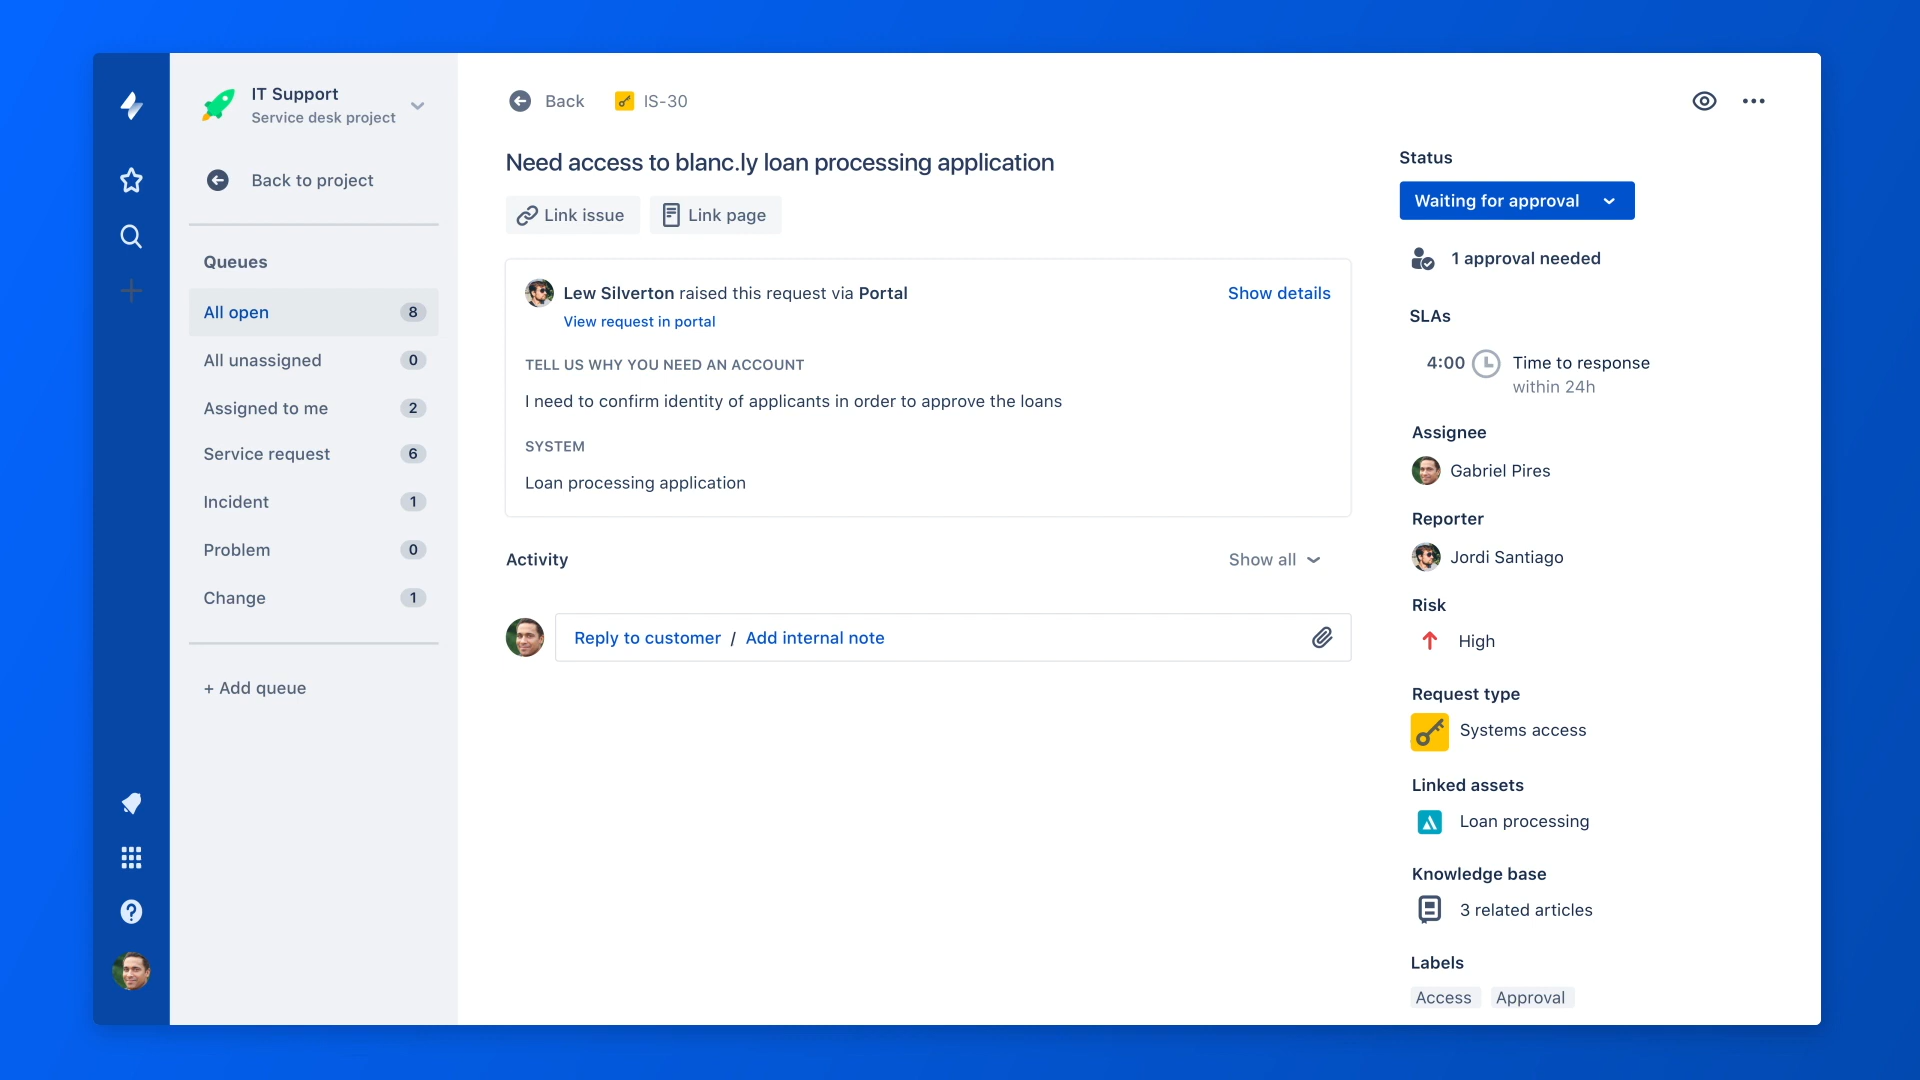 IT Support
Service desk project
Back to project
Queues
All open 8
All unassigned 0
Assigned to me 2
Service request 6
Incident 1
Problem 0
Change 1
+ Add queue
Back IS-30
Need access to blanc.ly loan processing application
Link issue Link page
Lew Silverton raised this request via Portal Show details
View request in portal
TELL US WHY YOU NEED AN ACCOUNT
I need to confirm identity of applicants in order to approve the loans
SYSTEM
Loan processing application
Activity Show all
Reply to customer / Add internal note
Status
Waiting for approval
1 approval needed
SLAs
4:00 Time to response
within 24h
Assignee
Gabriel Pires
Reporter
Jordi Santiago
Risk
High
Request type
Systems access
Linked assets
Loan processing
Knowledge base
3 related articles
Labels
Access Approval